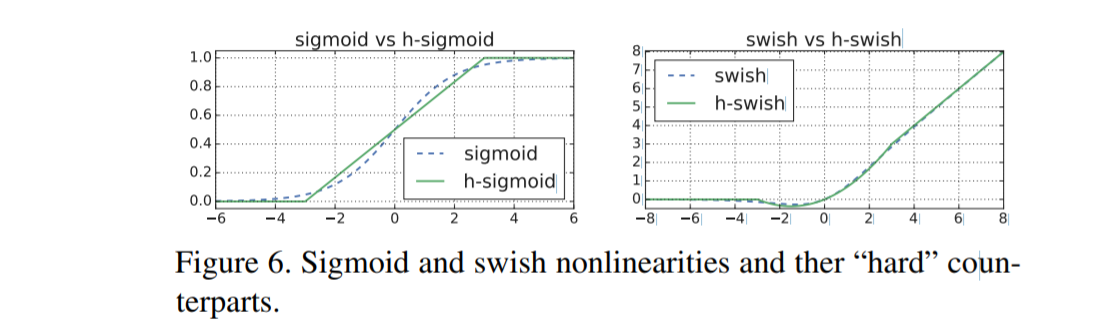 sigmoid vs h-sigmoid
1.0
0.8
0.6
0.4
0.2
0.0
−6 −4 −2 0 2 4 6
sigmoid
h-sigmoid
swish vs h-swish
8
7
6
5
4
3
2
1
0
−8 −6 −4 −2 0 2 4 6 8
swish
h-swish
Figure 6. Sigmoid and swish nonlinearities and ther “hard” coun-
terparts.